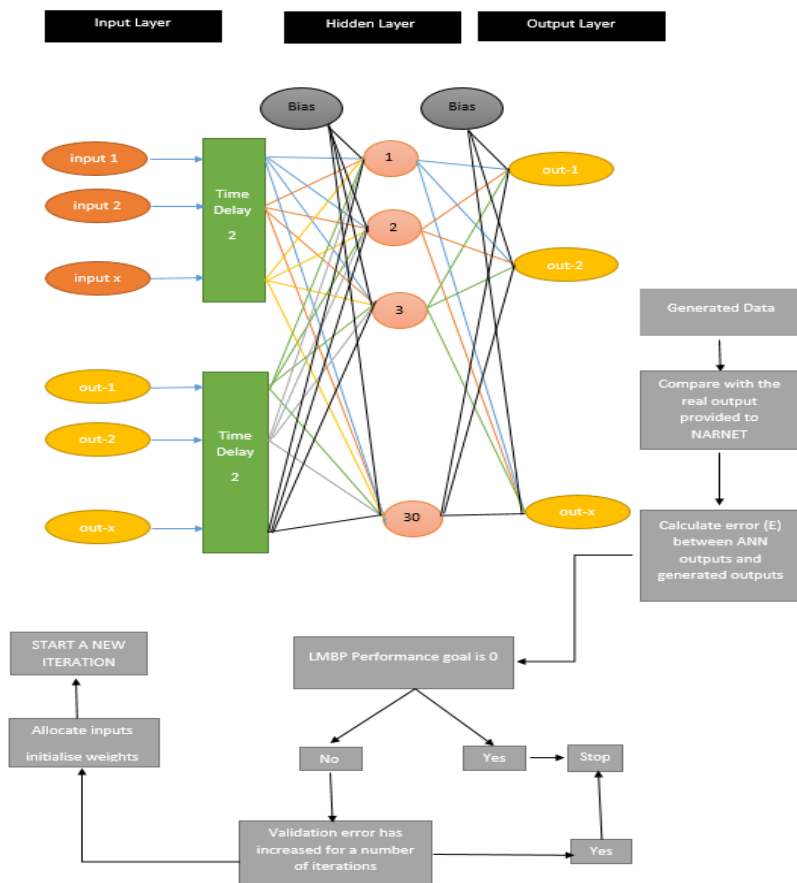 Input Layer
Hidden Layer
Output Layer
Bias
Bias
input 1
input 2
input x
Time
Delay
2
1
2
3
30
out-1
out-2
out-x
out-1
out-2
out-x
Time
Delay
2
Generated Data
Compare with the
real output
provided to
NARNET
Calculate error (E)
between ANN
outputs and
generated outputs
LMBP Performance goal is 0
START A NEW
ITERATION
Allocate inputs
initialise weights
No
Yes
Stop
Validation error has
increased for a number
of iterations
Yes